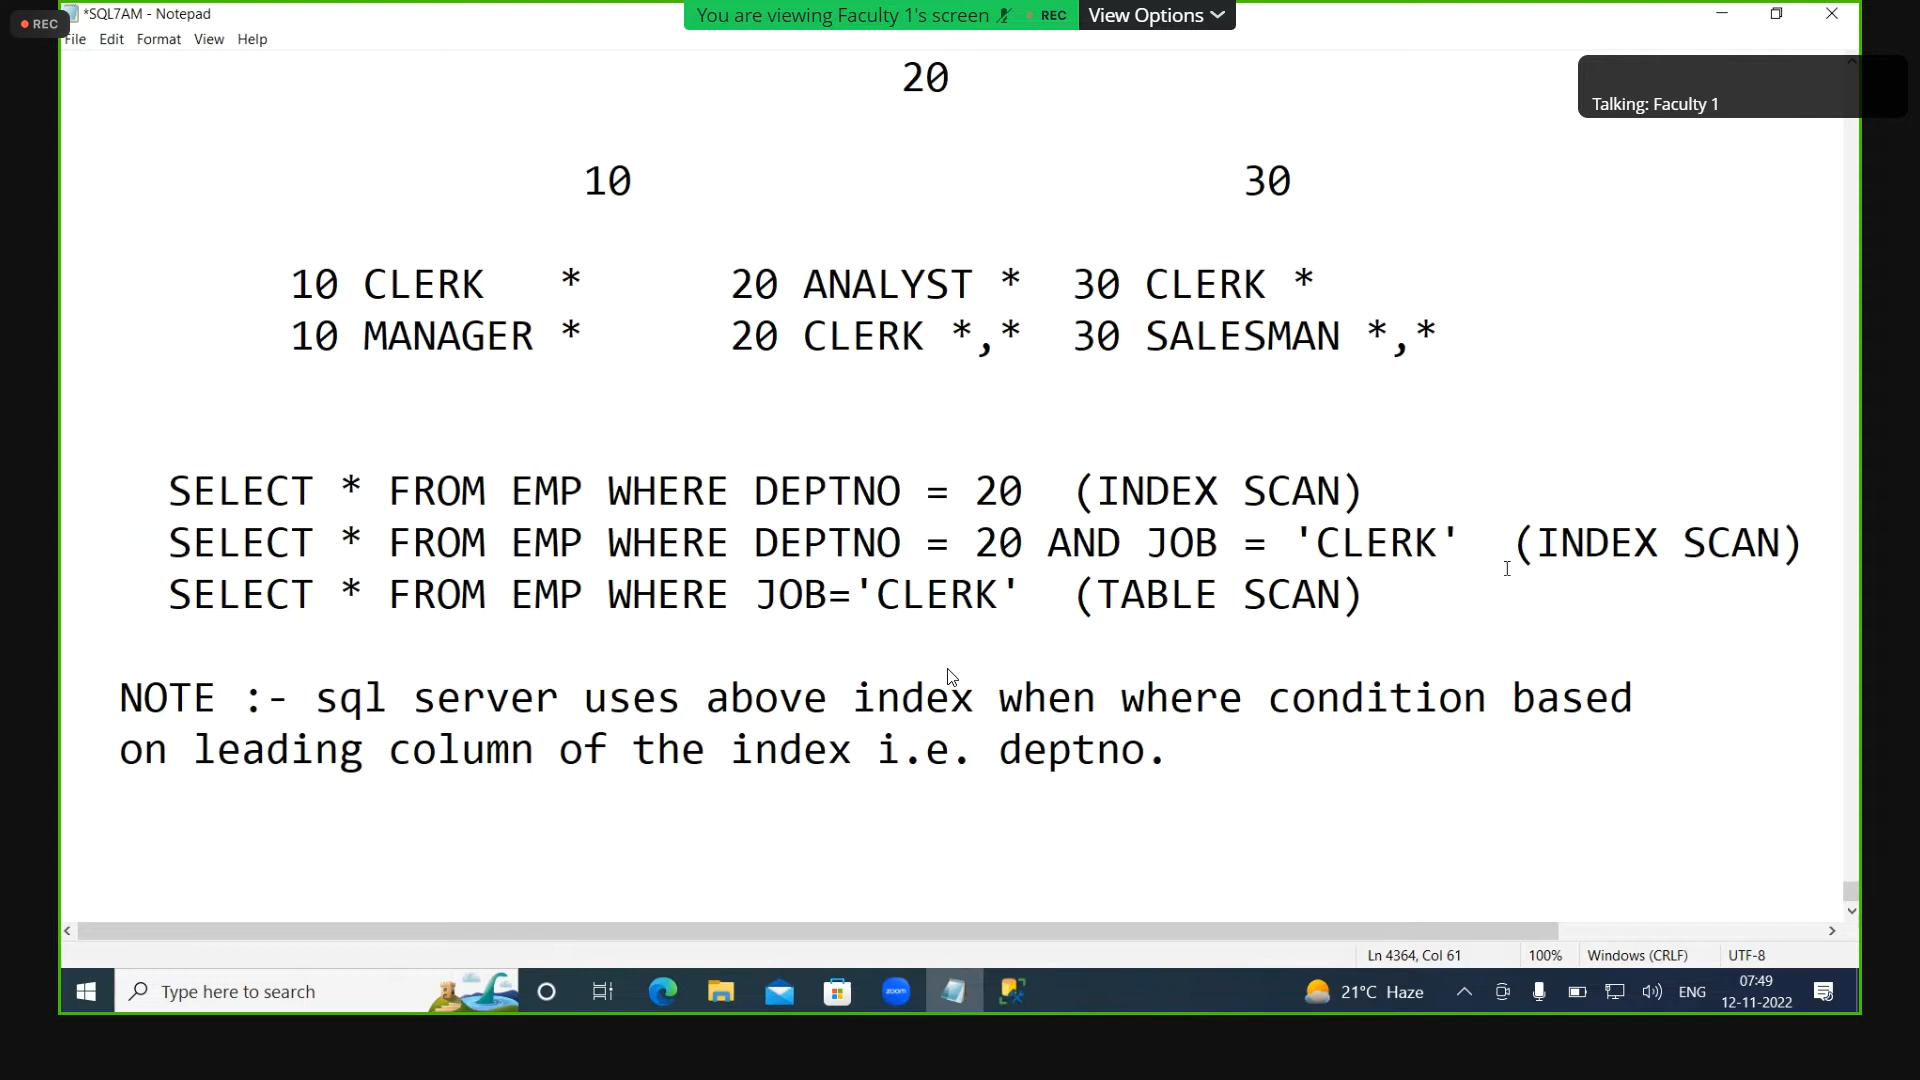 REC
*SQL7AM - Notepad
You are viewing Faculty 1's screen REC View Options
File Edit Format View Help
Talking: Faculty 1
20
10 30
10 CLERK * 20 ANALYST * 30 CLERK *
10 MANAGER * 20 CLERK *,* 30 SALESMAN *,*
SELECT * FROM EMP WHERE DEPTNO = 20 (INDEX SCAN)
SELECT * FROM EMP WHERE DEPTNO = 20 AND JOB = 'CLERK' (INDEX SCAN)
SELECT * FROM EMP WHERE JOB='CLERK' (TABLE SCAN)
NOTE :- sql server uses above index when where condition based
on leading column of the index i.e. deptno.
Ln 4364, Col 61 100% Windows (CRLF) UTF-8
Type here to search zoom 21°C Haze ENG 07:49
12-11-2022